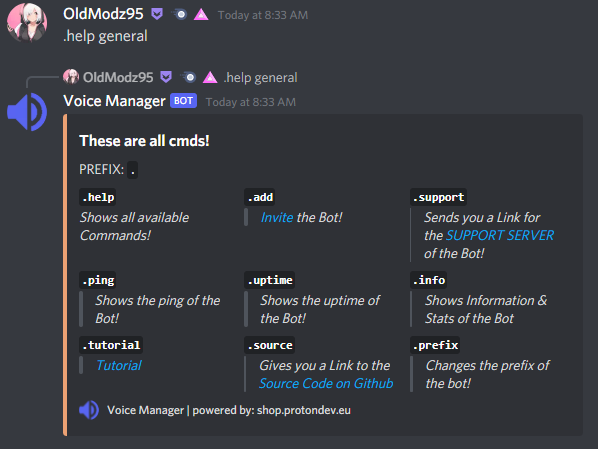 OldModz95 Today at 8:33 AM
.help general
OldModz95 .help general
Voice Manager BOT Today at 8:33 AM
These are all cmds!
PREFIX: .
.help
Shows all available
Commands!
.add
Invite the Bot!
.support
Sends you a Link for
the SUPPORT SERVER
of the Bot!
.ping
Shows the ping of the
Bot!
.uptime
Shows the uptime of
the Bot!
.info
Shows Information &
Stats of the Bot
.tutorial
Tutorial
.source
Gives you a Link to the
Source Code on Github
.prefix
Changes the prefix of
the bot!
Voice Manager | powered by: shop.protondev.eu